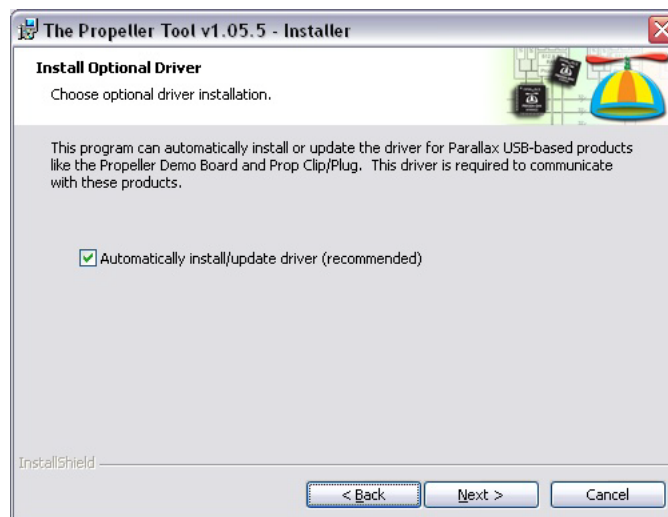 The Propeller Tool v1.05.5 - Installer
Install Optional Driver
Choose optional driver installation.
This program can automatically install or update the driver for Parallax USB-based products
like the Propeller Demo Board and Prop Clip/Plug. This driver is required to communicate
with these products.
Automatically install/update driver (recommended)
InstallShield
< Back
Next >
Cancel